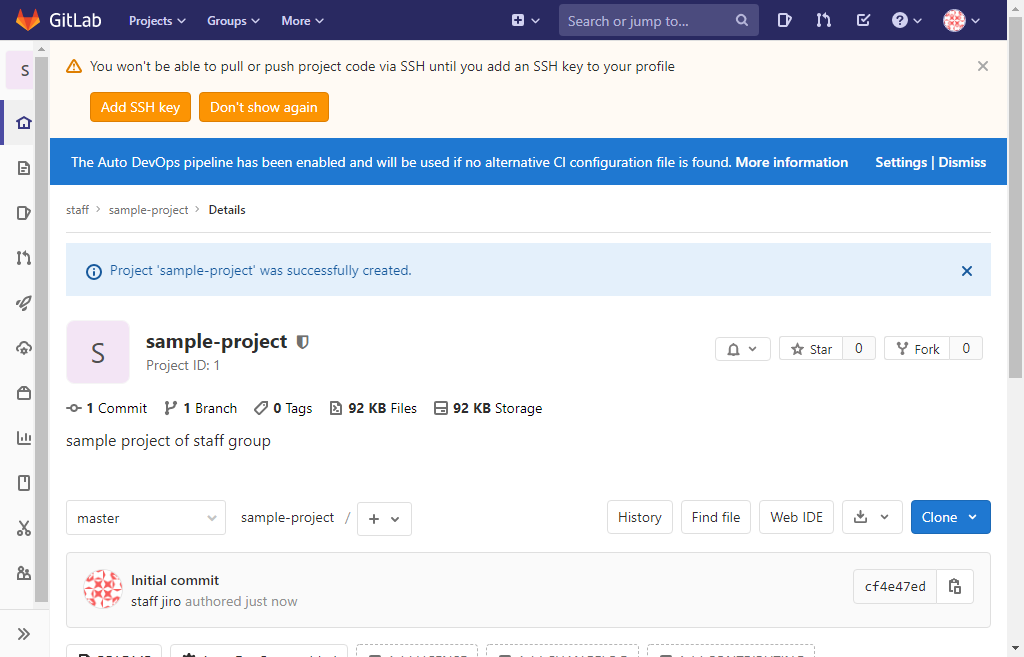 GitLab Projects Groups More Search or jump to...
S
You won't be able to pull or push project code via SSH until you add an SSH key to your profile
Add SSH key Don't show again
The Auto DevOps pipeline has been enabled and will be used if no alternative CI configuration file is found. More information Settings | Dismiss
staff > sample-project > Details
Project 'sample-project' was successfully created.
S
sample-project
Project ID: 1
Star 0 Fork 0
1 Commit 1 Branch 0 Tags 92 KB Files 92 KB Storage
sample project of staff group
master sample-project / + History Find file Web IDE Clone
Initial commit
staff jiro authored just now
cf4e47ed